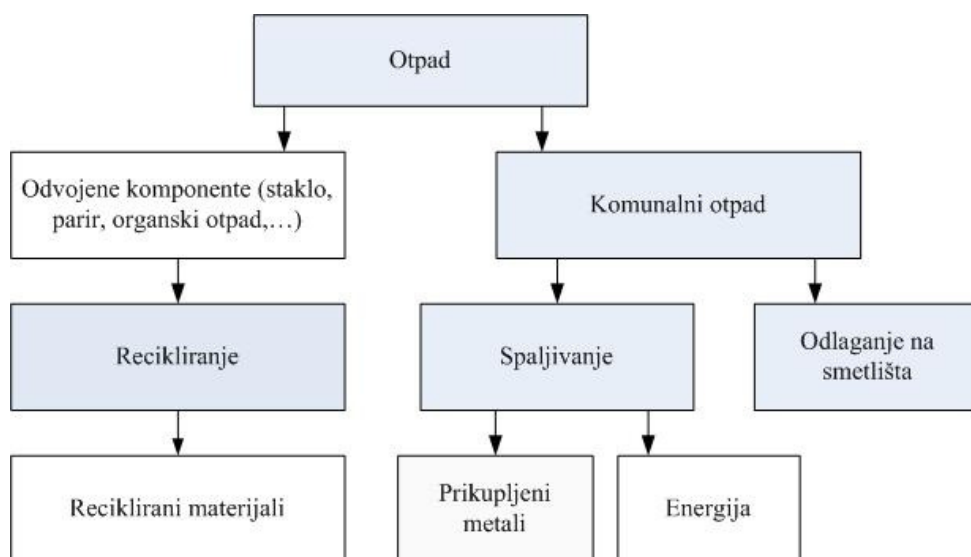 Otpad
Odvojene komponente (staklo,
parir, organski otpad,...)
Komunalni otpad
Recikliranje
Spaljivanje
Odlaganje na
smetlišta
Reciklirani materijali
Prikupljeni
metali
Energija